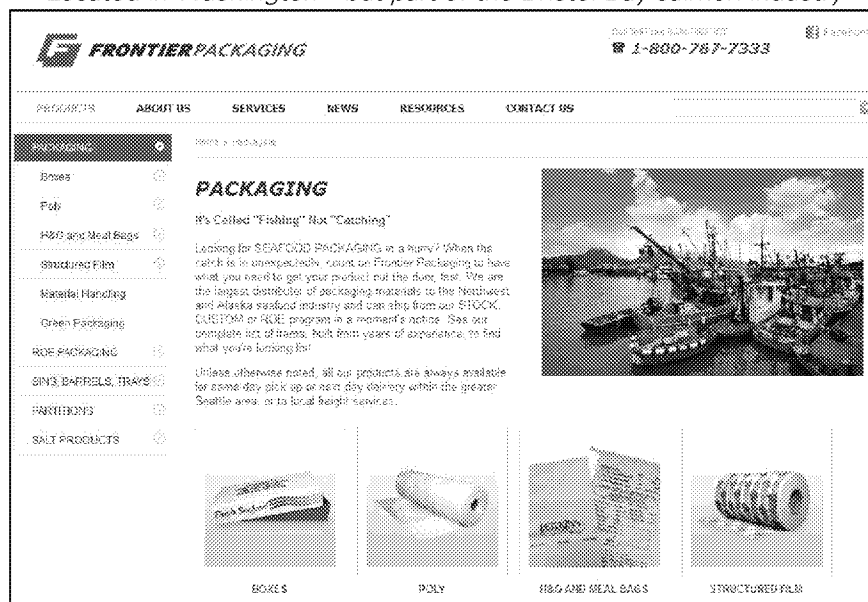 FRONTIER PACKAGING
1-800-767-7333
Facebook
PRODUCTS ABOUT US SERVICES NEWS RESOURCES CONTACT US
PACKAGING
Boxes
Poly
H&G and Meal Bags
Structured Film
Material Handling
Green Packaging
ROE PACKAGING
BINS, BARRELS, TRAYS
PARTITIONS
SALT PRODUCTS
Home > Packaging
PACKAGING
It's Called "Fishing" Not "Catching"
Looking for SEAFOOD PACKAGING in a hurry? When the
catch is in unexpectedly, count on Frontier Packaging to have
what you need to get your product out the door, fast. We are
the largest distributor of packaging materials to the Northwest
and Alaska seafood industry and can ship from our STOCK,
CUSTOM or ROE program in a moment's notice. See our
complete list of items, built from years of experience, to find
what you're looking for!
Unless otherwise noted, all our products are always available
for same day pick up or next day delivery within the greater
Seattle area, or to local freight services.
BOXES POLY H&G AND MEAL BAGS STRUCTURED FILM